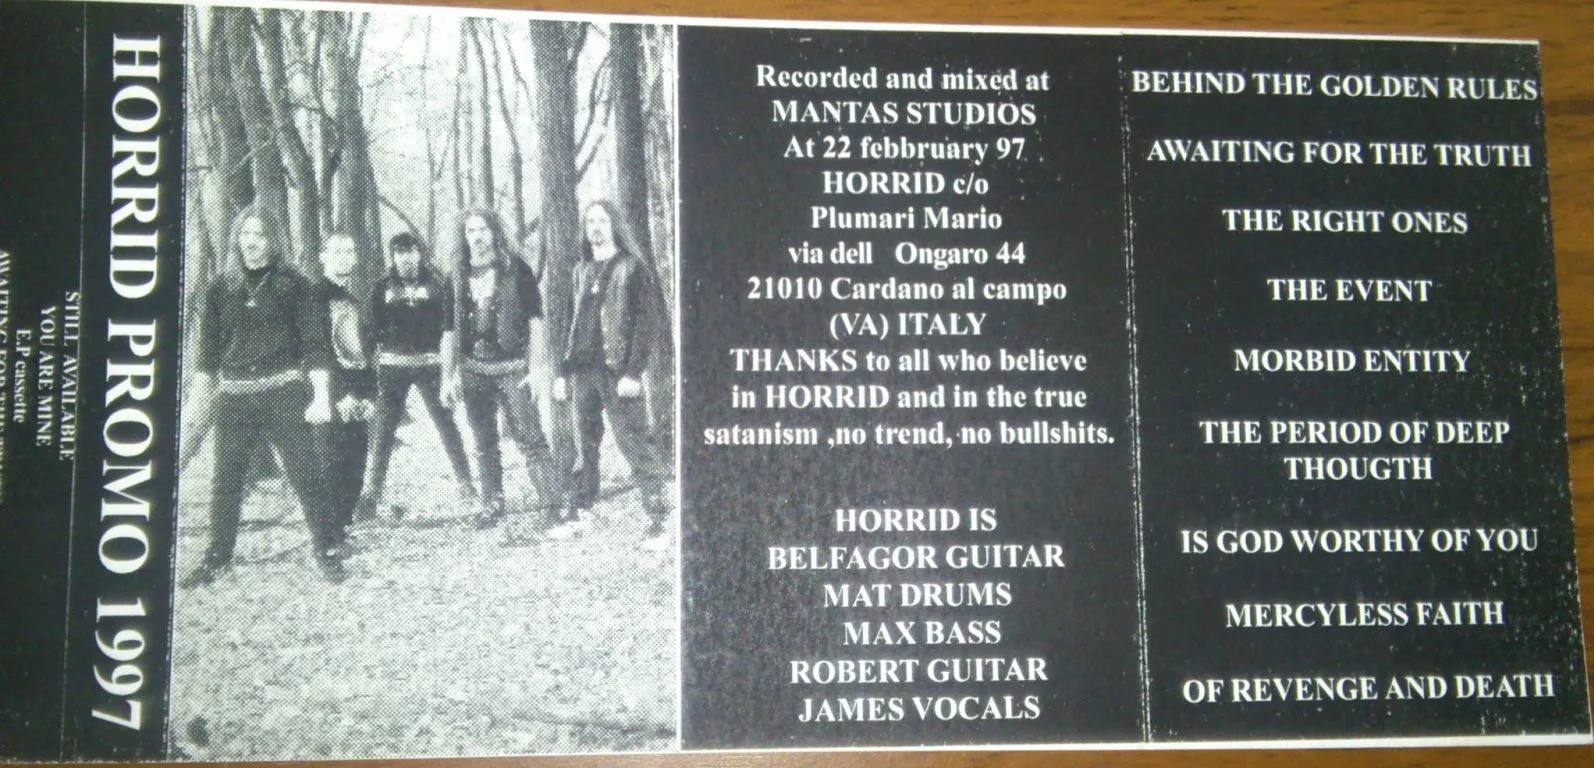 STILL AVAILABLE
YOU ARE MINE
E.P cassette
HORRID PROMO 1997
Recorded and mixed at
MANTAS STUDIOS
At 22 febbruary 97
HORRID c/o
Plumari Mario
via dell Ongaro 44
21010 Cardano al campo
(VA) ITALY
THANKS to all who believe
in HORRID and in the true
satanism ,no trend, no bullshits.
HORRID IS
BELFAGOR GUITAR
MAT DRUMS
MAX BASS
ROBERT GUITAR
JAMES VOCALS
BEHIND THE GOLDEN RULES
AWAITING FOR THE TRUTH
THE RIGHT ONES
THE EVENT
MORBID ENTITY
THE PERIOD OF DEEP
THOUGTH
IS GOD WORTHY OF YOU
MERCYLESS FAITH
OF REVENGE AND DEATH